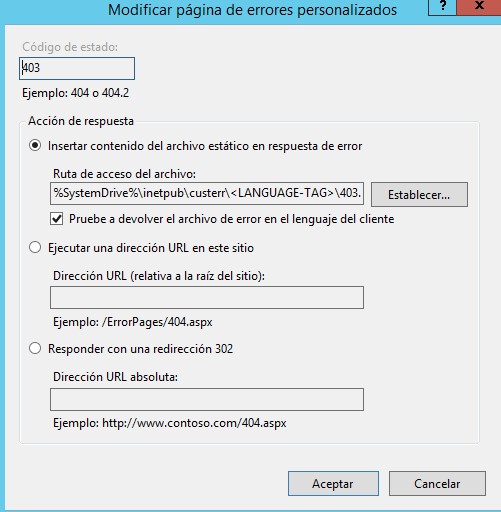 Modificar página de errores personalizados
?
x
Código de estado:
403
Ejemplo: 404 o 404.2
Acción de respuesta
Insertar contenido del archivo estático en respuesta de error
Ruta de acceso del archivo:
%SystemDrive%\inetpub\custerr\<LANGUAGE-TAG>\403.
Establecer...
Pruebe a devolver el archivo de error en el lenguaje del cliente
Ejecutar una dirección URL en este sitio
Dirección URL (relativa a la raíz del sitio):
Ejemplo: /ErrorPages/404.aspx
Responder con una redirección 302
Dirección URL absoluta:
Ejemplo: http://www.contoso.com/404.aspx
Aceptar
Cancelar